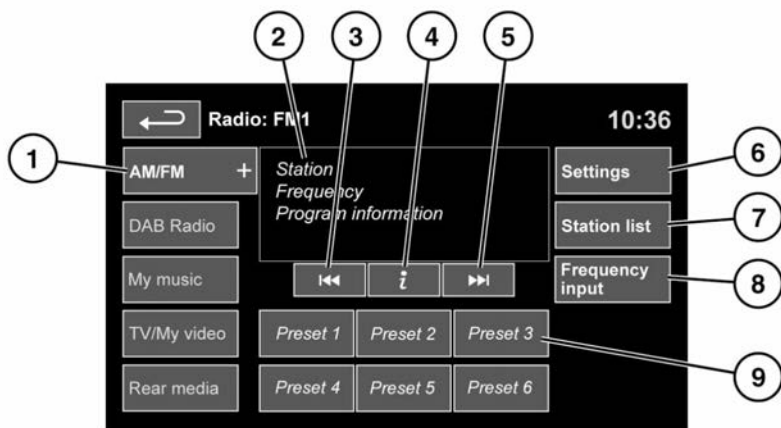 2
3
4
5
Radio: FM1
10:36
1
AM/FM +
Station
Frequency
Program information
Settings
6
DAB Radio
Station list
7
My music
i
Frequency
input
8
TV/My video
Preset 1
Preset 2
Preset 3
9
Rear media
Preset 4
Preset 5
Preset 6